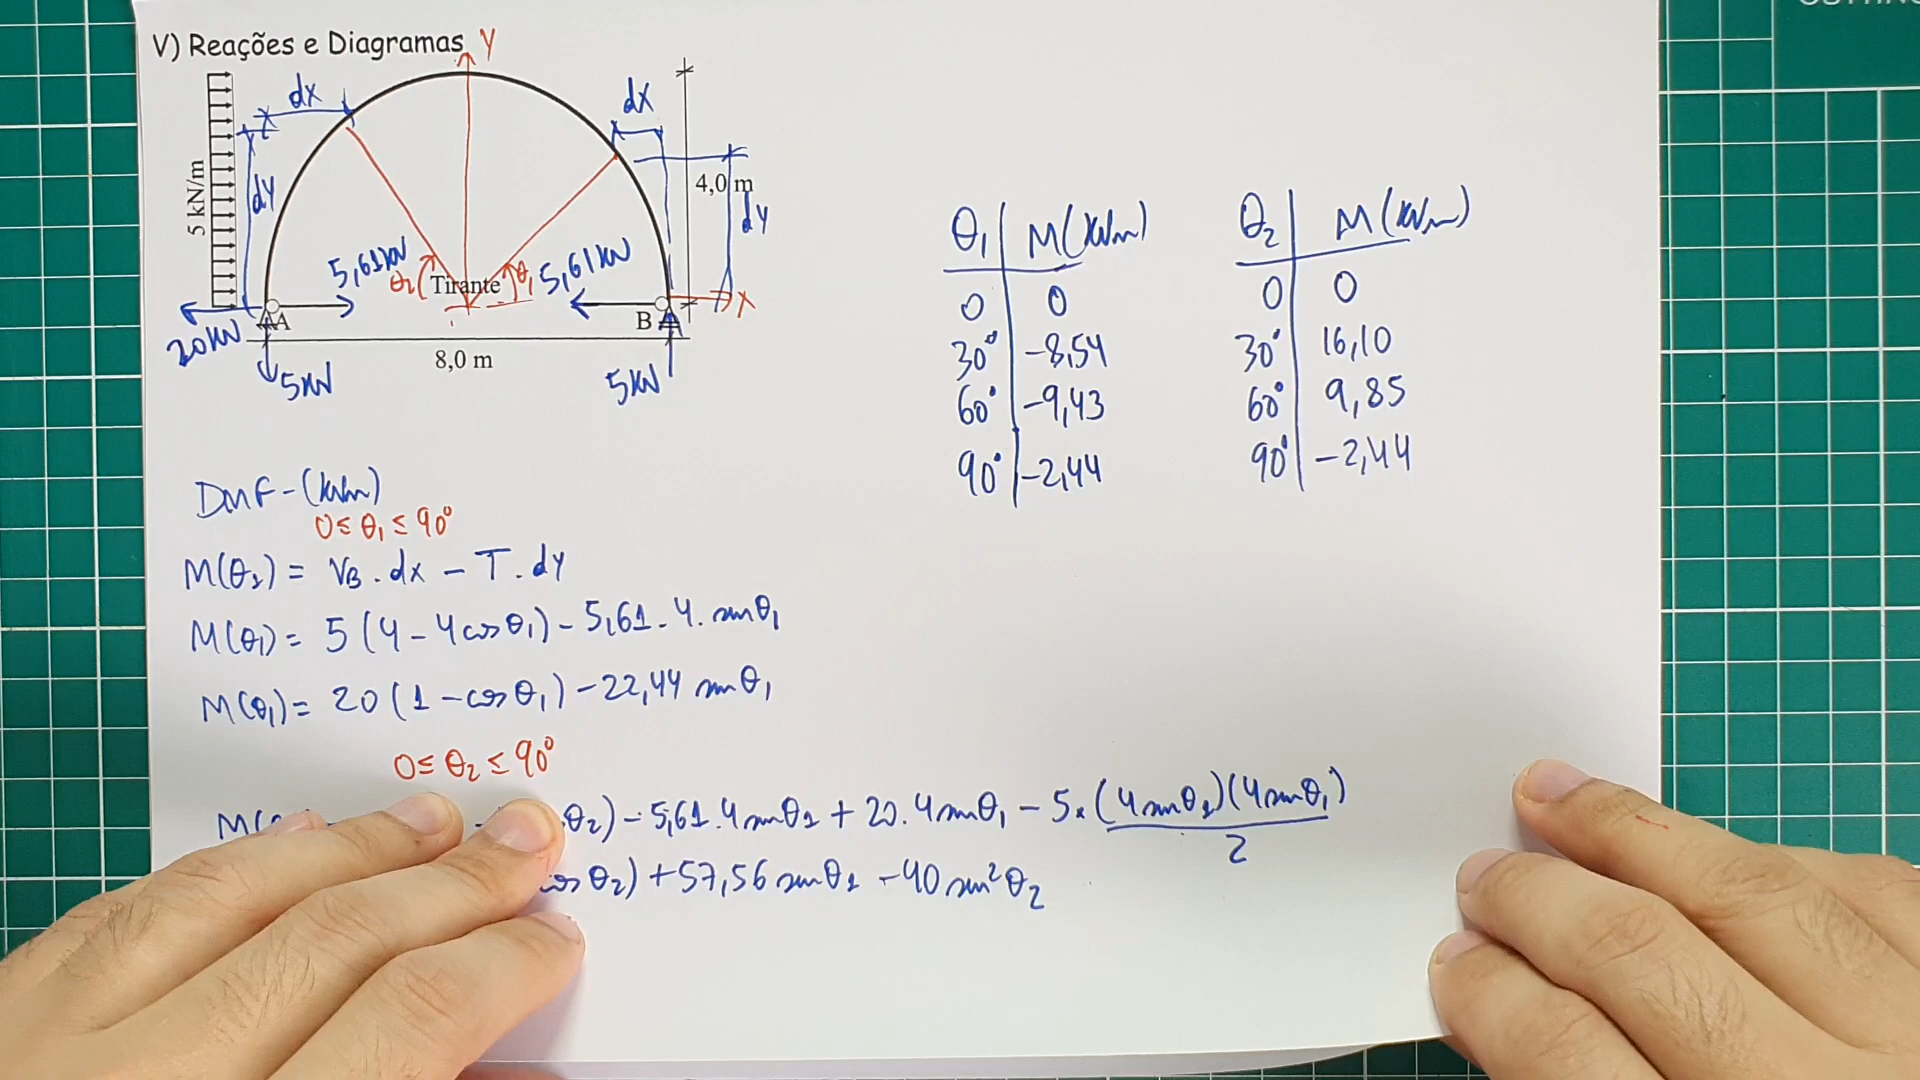 V) Reações e Diagramas
Y
dx
dx
5 kN/m
dy
4,0 m
dy
5,61kN
θ2
Tirante
θ1
5,61kN
X
A
B
20kN
8,0 m
5kN
5kN
θ1 M(kNm)
0 0
30° -8,54
60° -9,43
90° -2,44
θ2 M(kNm)
0 0
30° 16,10
60° 9,85
90° -2,44
DMF-(kNm)
0≤ θ1 ≤ 90°
M(θ1) = VB . dx - T . dy
M(θ1) = 5 (4 - 4cosθ1) - 5,61 . 4 . senθ1
M(θ1) = 20 (1 - cosθ1) - 22,44 senθ1
0≤ θ2 ≤ 90°
θ2) - 5,61 . 4senθ2 + 20 . 4senθ1 - 5 x (4senθ2)(4senθ1)
2
cosθ2) + 57,56 senθ2 - 40 sen²θ2